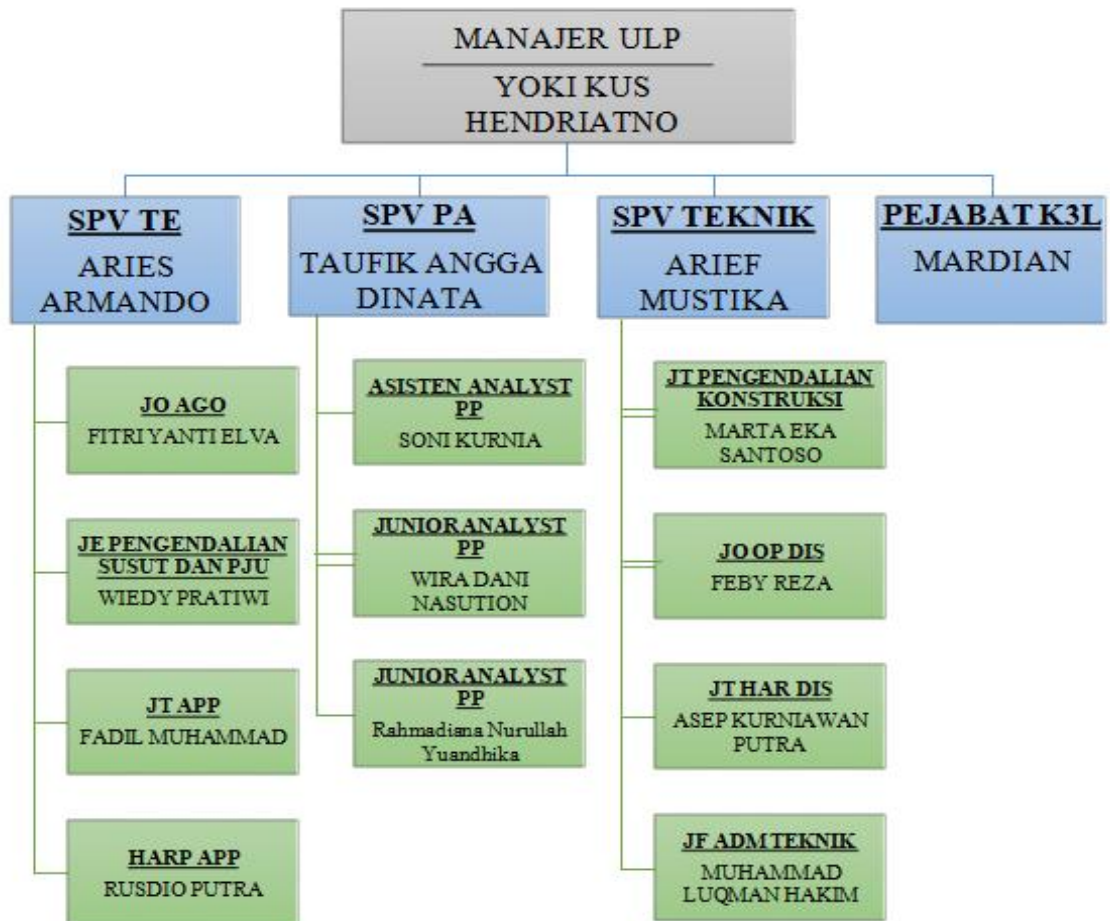 MANAJER ULP
YOKI KUS
HENDRIATNO
SPV TE
ARIES
ARMANDO
SPV PA
TAUFIK ANGGA
DINATA
SPV TEKNIK
ARIEF
MUSTIKA
PEJABAT K3L
MARDIAN
JO AGO
FITRI YANTI ELVA
JE PENGENDALIAN
SUSUT DAN PJU
WIEDY PRATIWI
JT APP
FADIL MUHAMMAD
HARP APP
RUSDIO PUTRA
ASISTEN ANALYST
PP
SONI KURNIA
JUNIOR ANALYST
PP
WIRA DANI
NASUTION
JUNIOR ANALYST
PP
Rahmadiana Nurullah
Yuandhika
JT PENGENDALIAN
KONSTRUKSI
MARTA EKA
SANTOSO
JO OP DIS
FEBY REZA
JT HAR DIS
ASEP KURNIAWAN
PUTRA
JF ADM TEKNIK
MUHAMMAD
LUQMAN HAKIM